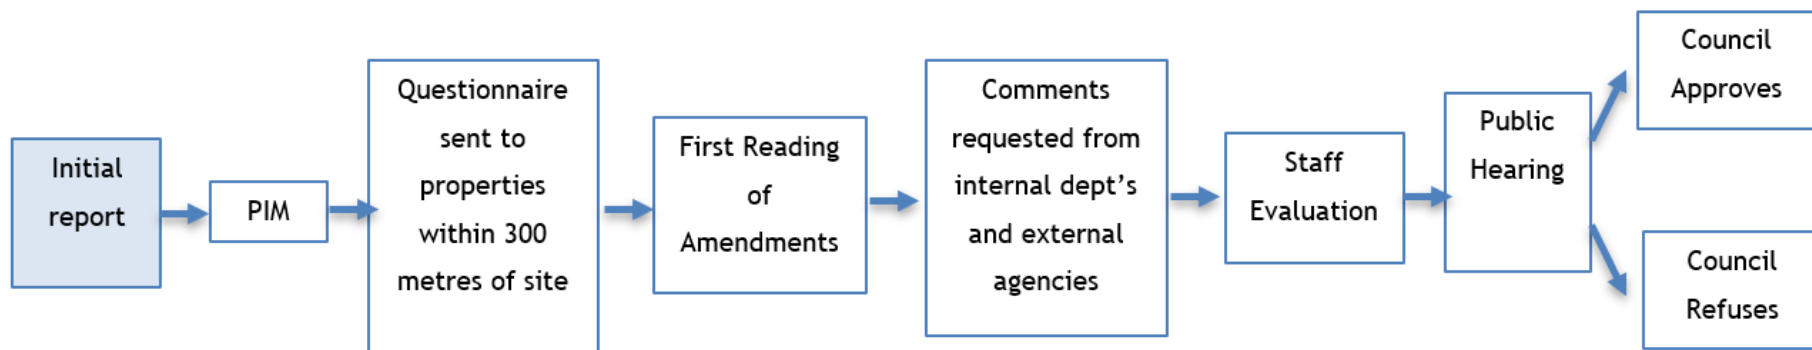 Initial
report
PIM
Questionnaire
sent to
properties
within 300
metres of site
First Reading
of
Amendments
Comments
requested from
internal dept’s
and external
agencies
Staff
Evaluation
Public
Hearing
Council
Approves
Council
Refuses